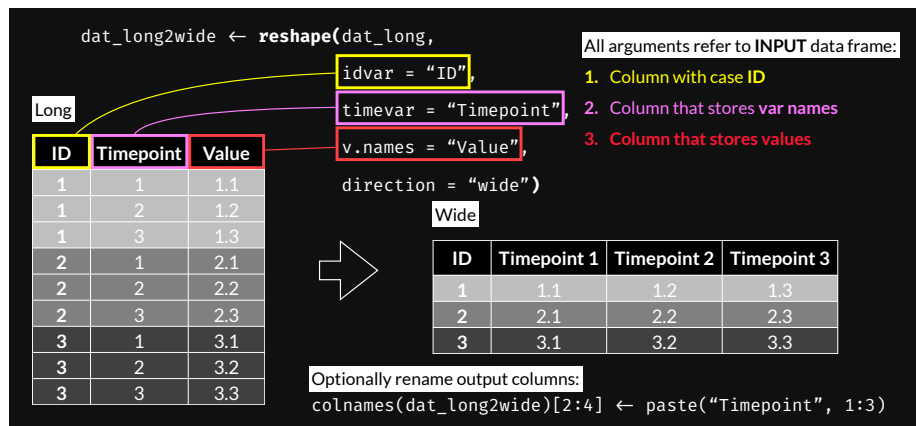 dat_long2wide ← reshape(dat_long,
idvar = “ID”,
timevar = “Timepoint”,
v.names = “Value”,
direction = “wide”)
All arguments refer to INPUT data frame:
1. Column with case ID
2. Column that stores var names
3. Column that stores values
Long
ID Timepoint Value
1 1 1.1
1 2 1.2
1 3 1.3
2 1 2.1
2 2 2.2
2 3 2.3
3 1 3.1
3 2 3.2
3 3 3.3
Wide
ID Timepoint 1 Timepoint 2 Timepoint 3
1 1.1 1.2 1.3
2 2.1 2.2 2.3
3 3.1 3.2 3.3
Optionally rename output columns:
colnames(dat_long2wide)[2:4] ← paste(“Timepoint”, 1:3)